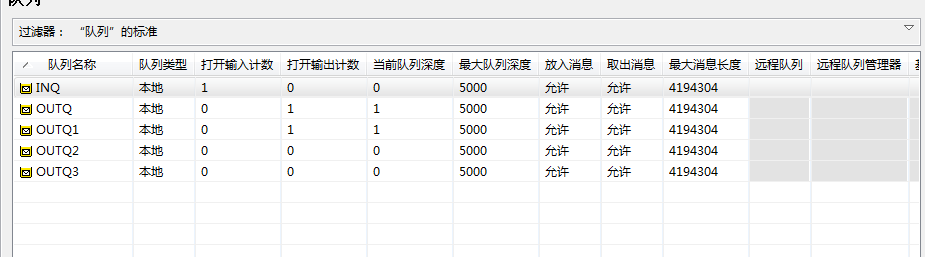 队列
过滤器： “队列”的标准
队列名称 队列类型 打开输入计数 打开输出计数 当前队列深度 最大队列深度 放入消息 取出消息 最大消息长度 远程队列 远程队列管理器
INQ 本地 1 0 0 5000 允许 允许 4194304
OUTQ 本地 0 1 1 5000 允许 允许 4194304
OUTQ1 本地 0 1 1 5000 允许 允许 4194304
OUTQ2 本地 0 0 0 5000 允许 允许 4194304
OUTQ3 本地 0 0 0 5000 允许 允许 4194304